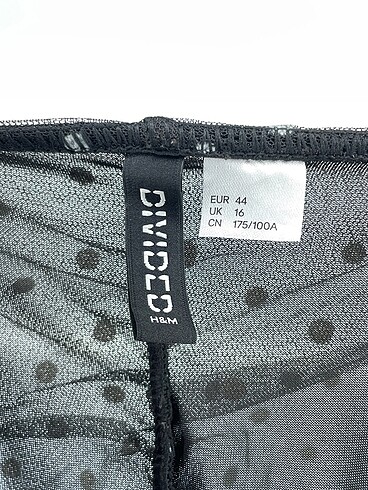 DIVIDED
H&M
EUR 44
UK 16
CN 175/100A